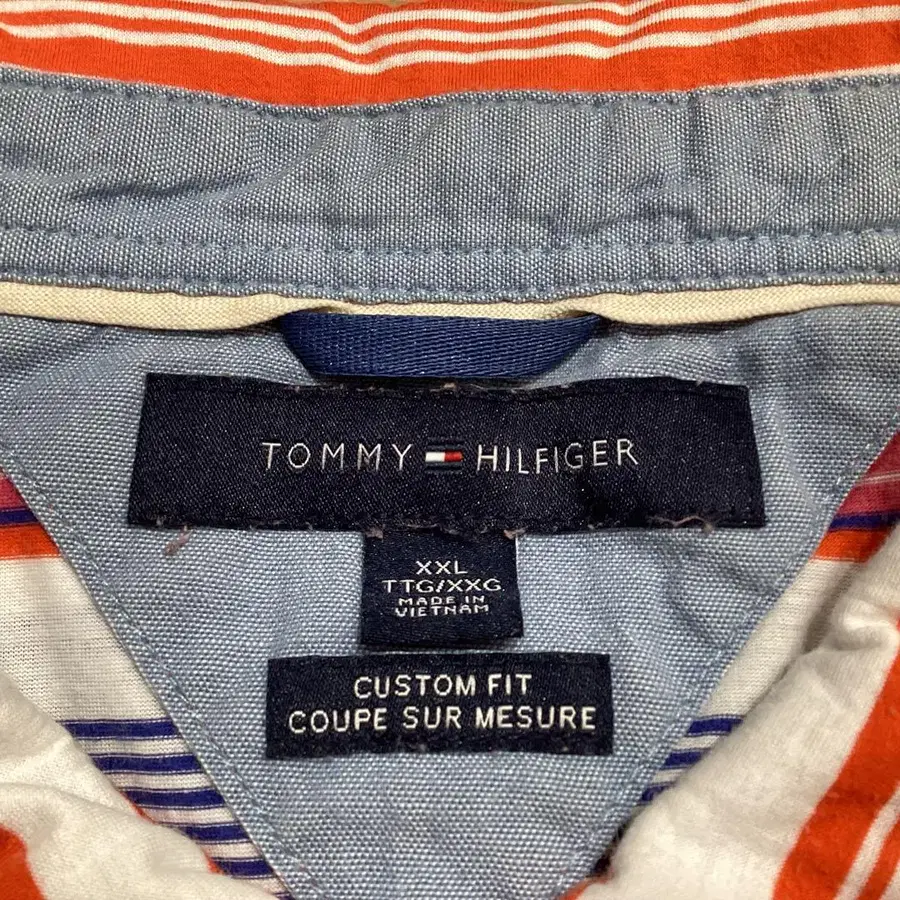 TOMMY HILFIGER
XXL
TTG/XXG
MADE IN
VIETNAM
CUSTOM FIT
COUPE SUR MESURE